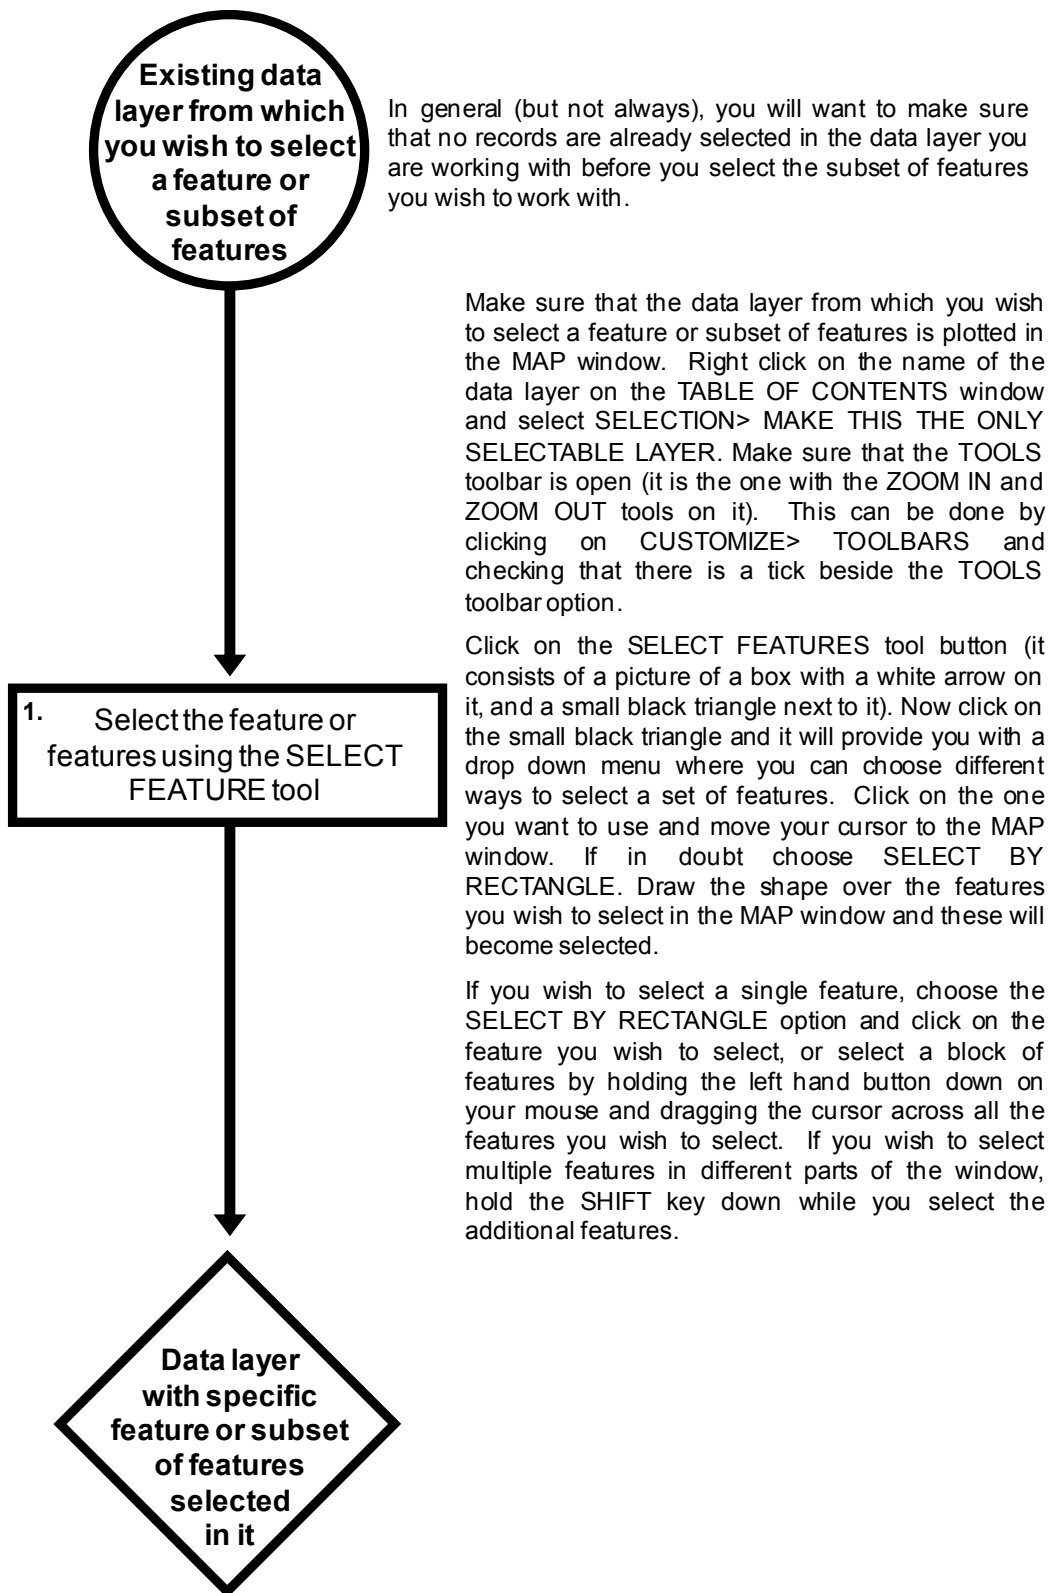 Existing data
layer from which
you wish to select
a feature or
subset of
features
In general (but not always), you will want to make sure
that no records are already selected in the data layer you
are working with before you select the subset of features
you wish to work with.
Make sure that the data layer from which you wish
to select a feature or subset of features is plotted in
the MAP window. Right click on the name of the
data layer on the TABLE OF CONTENTS window
and select SELECTION> MAKE THIS THE ONLY
SELECTABLE LAYER. Make sure that the TOOLS
toolbar is open (it is the one with the ZOOM IN and
ZOOM OUT tools on it). This can be done by
clicking on CUSTOMIZE> TOOLBARS and
checking that there is a tick beside the TOOLS
toolbar option.
1. Select the feature or
features using the SELECT
FEATURE tool
Click on the SELECT FEATURES tool button (it
consists of a picture of a box with a white arrow on
it, and a small black triangle next to it). Now click on
the small black triangle and it will provide you with a
drop down menu where you can choose different
ways to select a set of features. Click on the one
you want to use and move your cursor to the MAP
window. If in doubt choose SELECT BY
RECTANGLE. Draw the shape over the features
you wish to select in the MAP window and these will
become selected.
If you wish to select a single feature, choose the
SELECT BY RECTANGLE option and click on the
feature you wish to select, or select a block of
features by holding the left hand button down on
your mouse and dragging the cursor across all the
features you wish to select. If you wish to select
multiple features in different parts of the window,
hold the SHIFT key down while you select the
additional features.
Data layer
with specific
feature or subset
of features
selected
in it